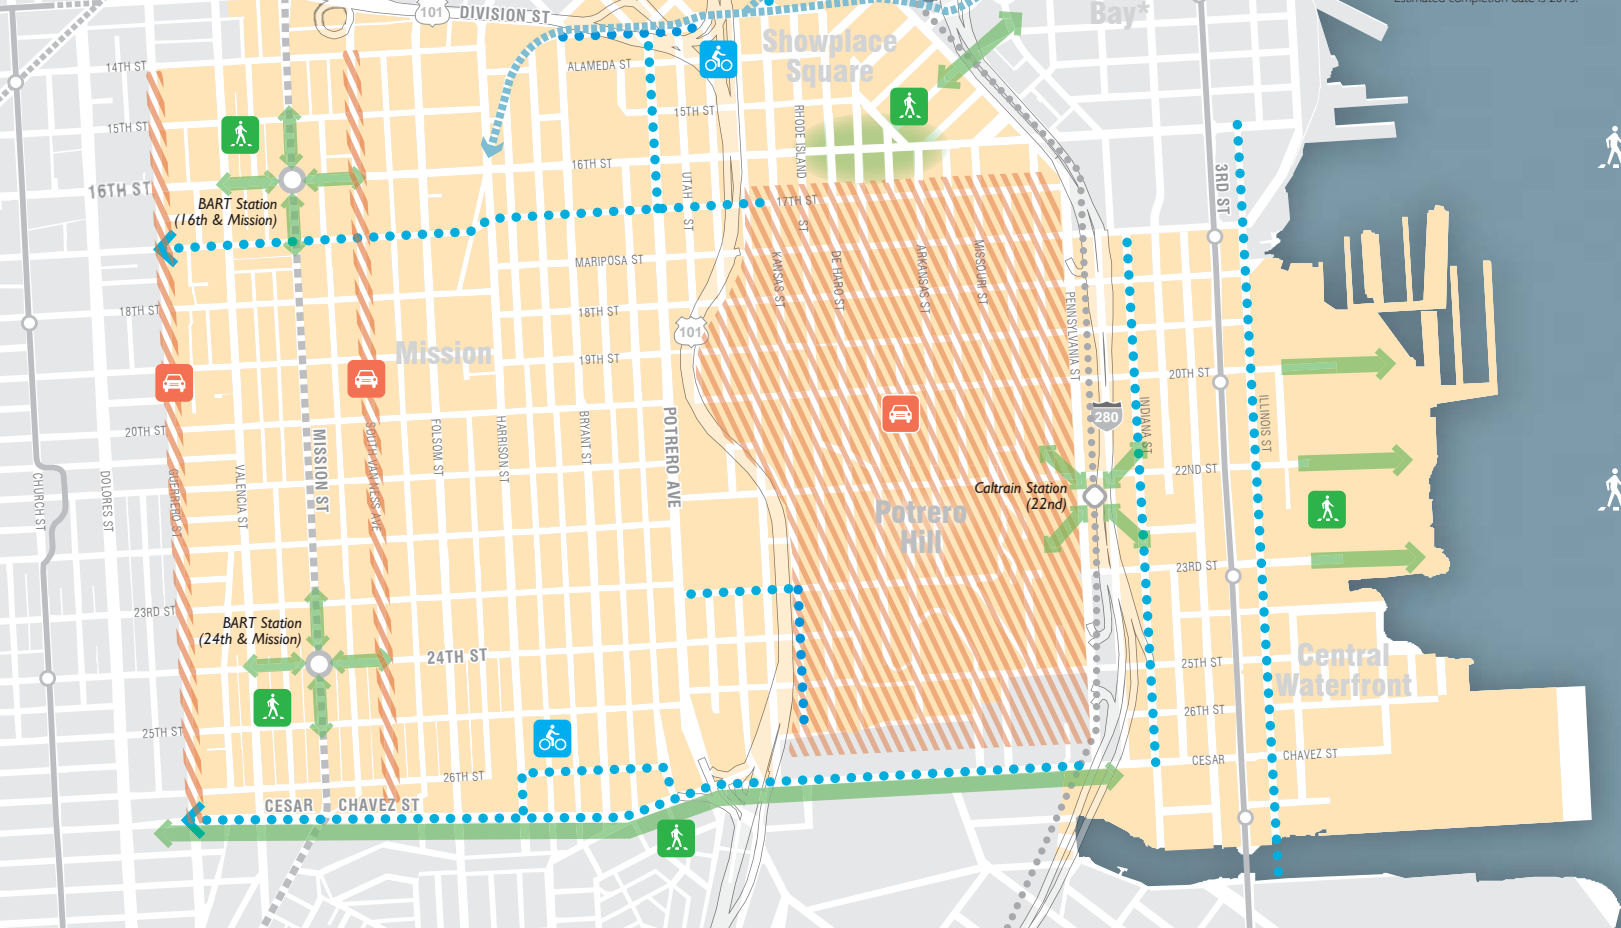 Estimated completion date is 2015.
101
DIVISION ST
Bay*
Showplace
Square
14TH ST
ALAMEDA ST
15TH ST
15TH ST
RHODE ISLAND
ST
16TH ST
16TH ST
UTAH
ST
3RD ST
BART Station
(16th & Mission)
17TH ST
MARIPOSA ST
KANSAS ST
DE HARO ST
ARKANSAS ST
MISSOURI ST
PENNSYLVANIA ST
18TH ST
18TH ST
101
Mission
19TH ST
20TH ST
280
INDIANA ST
ILLINOIS ST
20TH ST
CHURCH ST
DOLORES ST
GUERRERO ST
VALENCIA ST
MISSION ST
SOUTH VAN NESS AVE
FOLSOM ST
HARRISON ST
BRYANT ST
POTRERO AVE
22ND ST
Caltrain Station
(22nd)
Potrero
Hill
23RD ST
23RD ST
BART Station
(24th & Mission)
24TH ST
Central
Waterfront
25TH ST
26TH ST
25TH ST
CESAR
CHAVEZ ST
26TH ST
CESAR
CHAVEZ ST